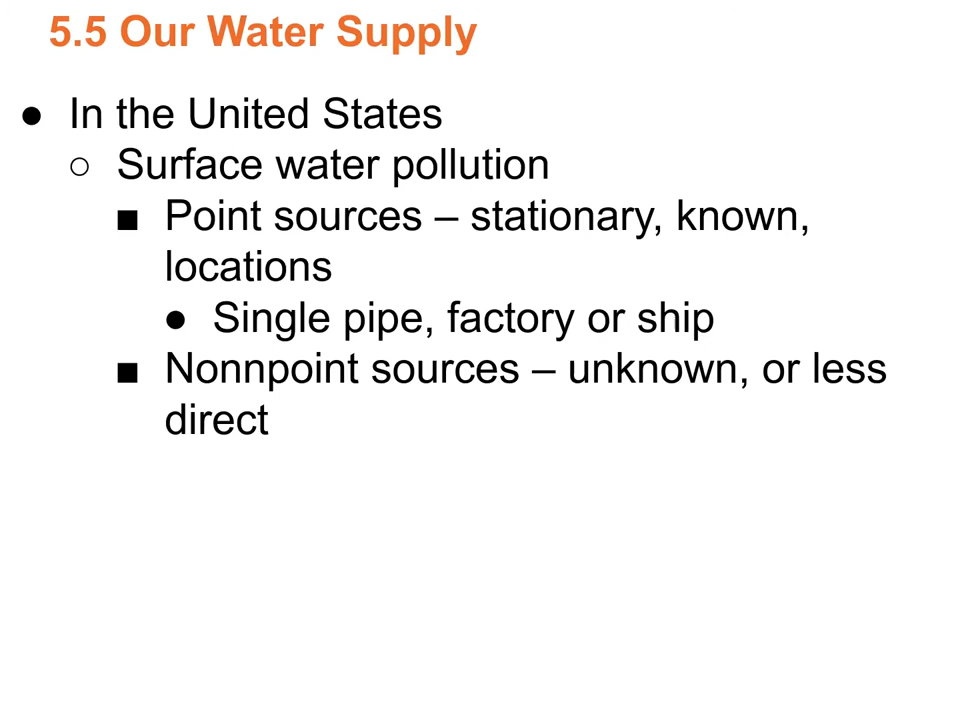 5.5 Our Water Supply
● In the United States
○ Surface water pollution
■ Point sources – stationary, known,
locations
● Single pipe, factory or ship
■ Nonnpoint sources – unknown, or less
direct